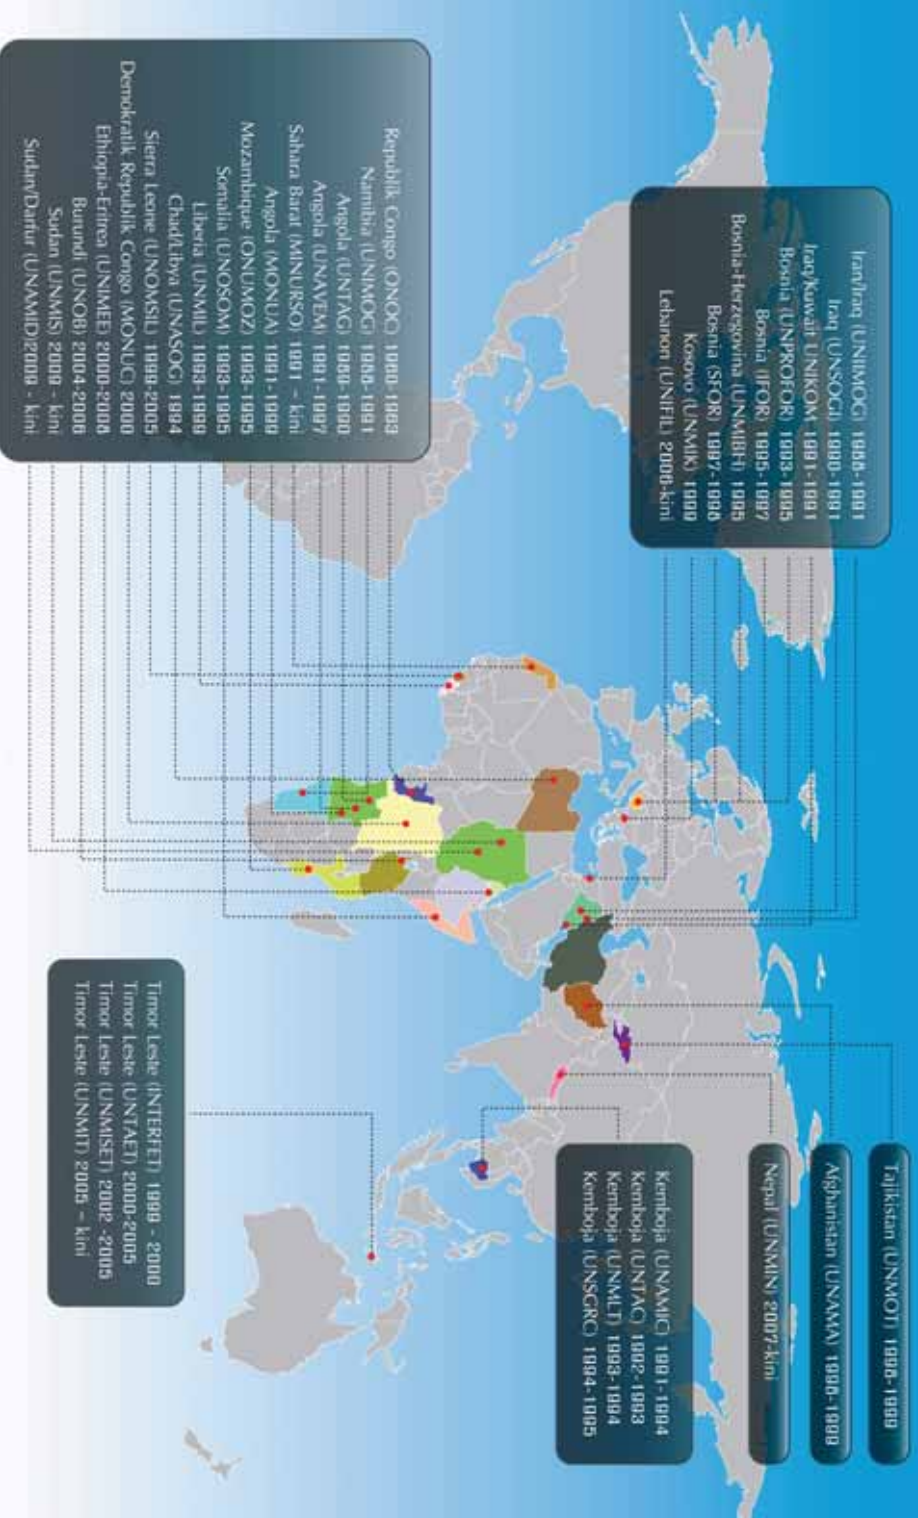 Iran/Iraq (UNIMOG) 1988-1991
Iraq (UNSOG) 1990-1991
Iraq/Kuwait UNIKOM 1991-1991
Bosnia (UNPROFOR) 1993-1995
Bosnia (IFOR) 1995-1997
Bosnia-Herzegovina (UNMIBH) 1995
Bosnia (SFOR) 1997-1998
Kosovo (UNMIK) 1999
Lebanon (UNIFIL) 2006-kini
Tajikistan (UNMOT) 1998-1999
Afghanistan (UNAMA) 1998-1999
Nepal (UNMIN) 2007-kini
Kemboja (UNAMIC) 1991-1994
Kemboja (UNTAC) 1992-1993
Kemboja (UNMLT) 1993-1994
Kemboja (UNSGRC) 1994-1995
Republik Congo (ONOC) 1960-1963
Namibia (UNIMOG) 1988-1991
Angola (UNTAG) 1989-1990
Angola (UNAVEM) 1991-1997
Sahara Barat (MINURSO) 1991 – kini
Angola (MONUA) 1991-1999
Mozambique (ONUMOZ) 1993-1995
Somalia (UNOSOM) 1993-1995
Liberia (UNMIL) 1993-1999
Chad/Libya (UNASOG) 1994
Sierra Leone (UNOMSIL) 1999-2005
Demokratik Republik Congo (MONUC) 2000
Ethiopia-Eritrea (UNIMEE) 2000-2008
Burundi (UNOB) 2004-2006
Sudan (UNMIS) 2009 – kini
Sudan/Darfur (UNAMID)2009 - kini
Timor Leste (INTERFET) 1999 - 2000
Timor Leste (UNTAET) 2000-2005
Timor Leste (UNMISET) 2002 -2005
Timor Leste (UNMIT) 2005 – kini